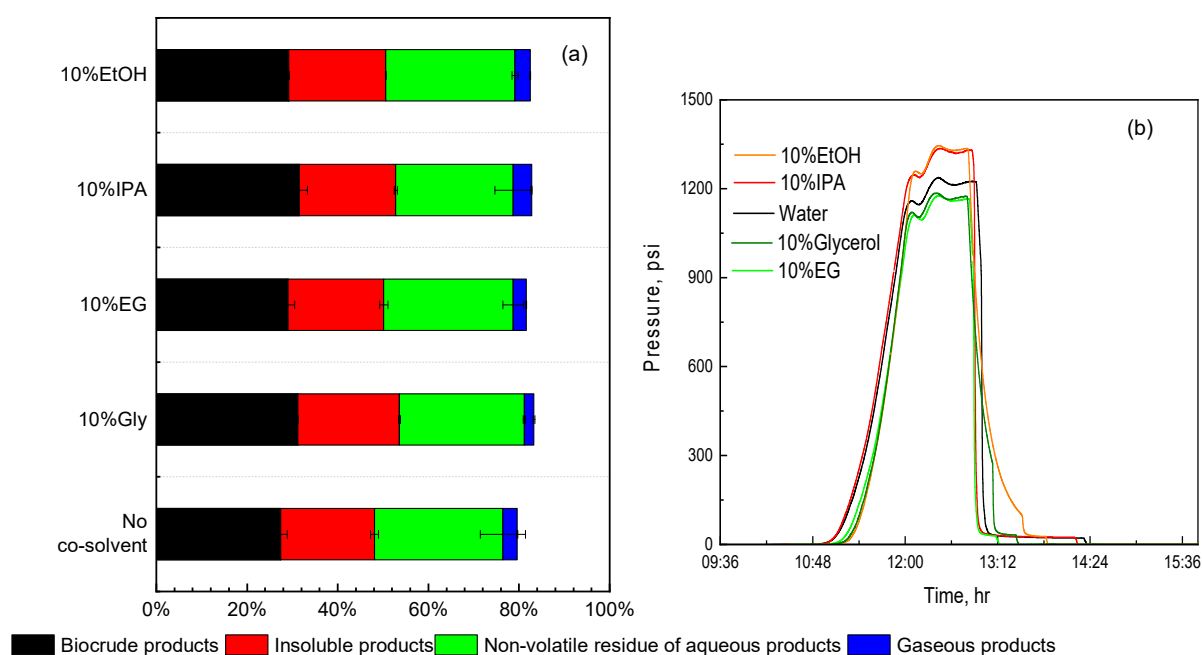 (a)
10%EtOH
10%IPA
10%EG
10%Gly
No
co-solvent
0% 20% 40% 60% 80% 100%
(b)
1500
1200
900
600
300
0
Pressure, psi
10%EtOH
10%IPA
Water
10%Glycerol
10%EG
09:36 10:48 12:00 13:12 14:24 15:36
Time, hr
Biocrude products Insoluble products Non-volatile residue of aqueous products Gaseous products